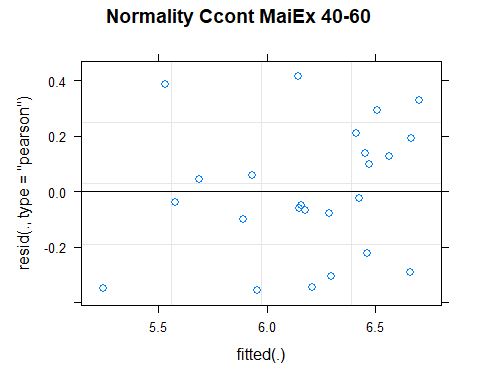 Normality Ccont MaiEx 40-60
resid(., type = "pearson")
0.4
0.2
0.0
-0.2
5.5 6.0 6.5
fitted(.)